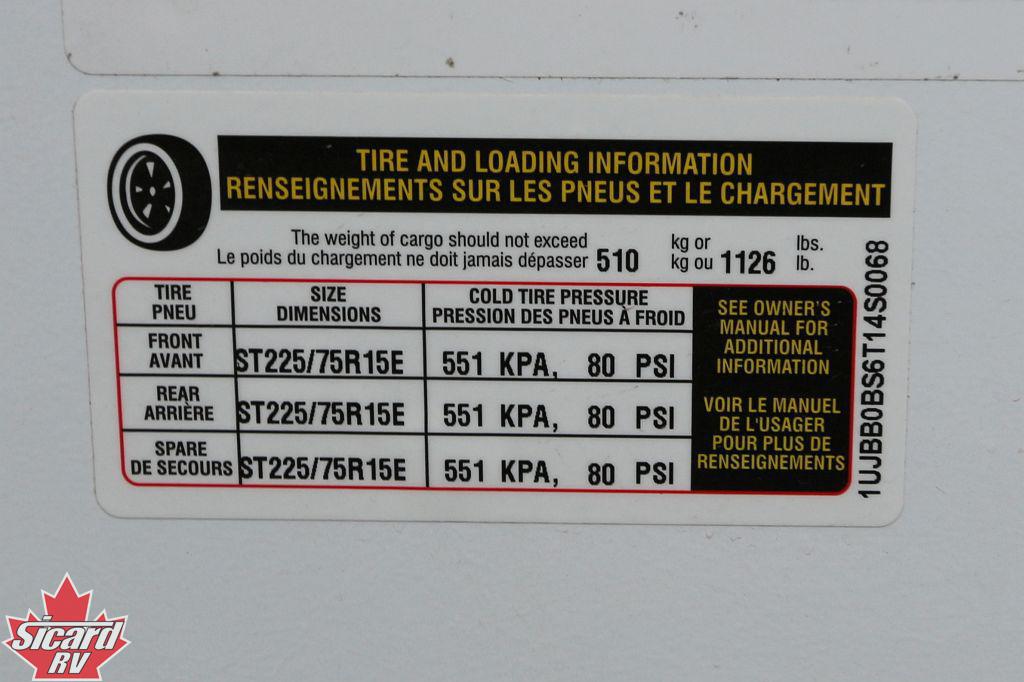 TIRE AND LOADING INFORMATION
RENSEIGNEMENTS SUR LES PNEUS ET LE CHARGEMENT
The weight of cargo should not exceed
Le poids du chargement ne doit jamais dépasser 510 kg or
kg ou 1126 lbs.
lb.
TIRE
PNEU
SIZE
DIMENSIONS
COLD TIRE PRESSURE
PRESSION DES PNEUS À FROID
FRONT
AVANT
ST225/75R15E 551 KPA, 80 PSI
REAR
ARRIÈRE
ST225/75R15E 551 KPA, 80 PSI
SPARE
DE SECOURS
ST225/75R15E 551 KPA, 80 PSI
SEE OWNER'S
MANUAL FOR
ADDITIONAL
INFORMATION
VOIR LE MANUEL
DE L'USAGER
POUR PLUS DE
RENSEIGNEMENTS
1UJBB0BS6T14S0068
Sicard
RV